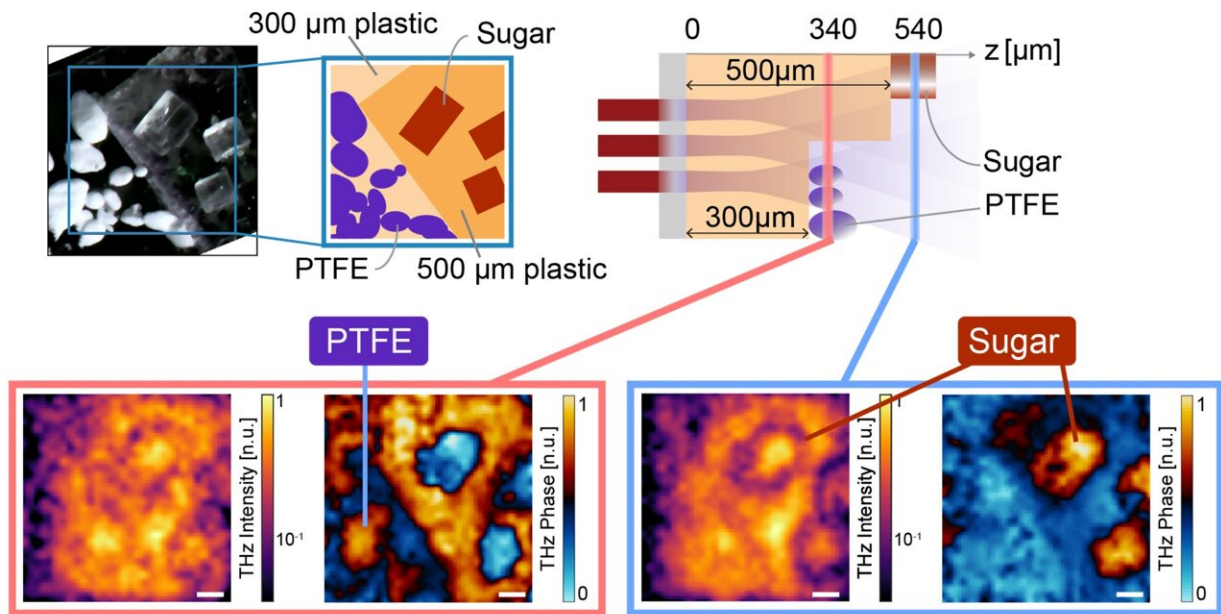 300 µm plastic
Sugar
PTFE
500 µm plastic
0 340 540
z [µm]
500µm
300µm
Sugar
PTFE
PTFE
Sugar
1
THz Intensity [n.u.]
10⁻¹
1
THz Phase [n.u.]
0
1
THz Intensity [n.u.]
10⁻¹
1
THz Phase [n.u.]
0